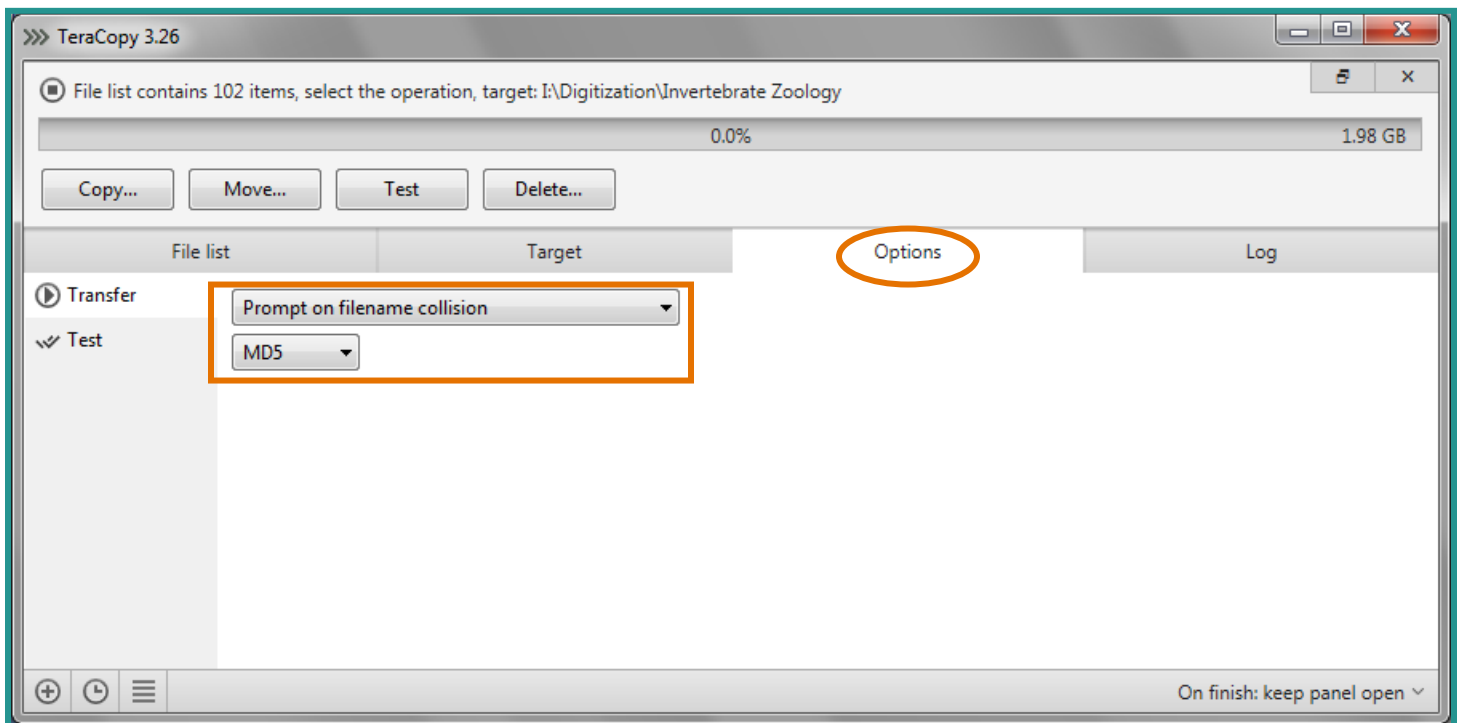 TeraCopy 3.26
File list contains 102 items, select the operation, target: I:\Digitization\Invertebrate Zoology
0.0% 1.98 GB
Copy... Move... Test Delete...
File list Target Options Log
Transfer
Prompt on filename collision
Test
MD5
On finish: keep panel open